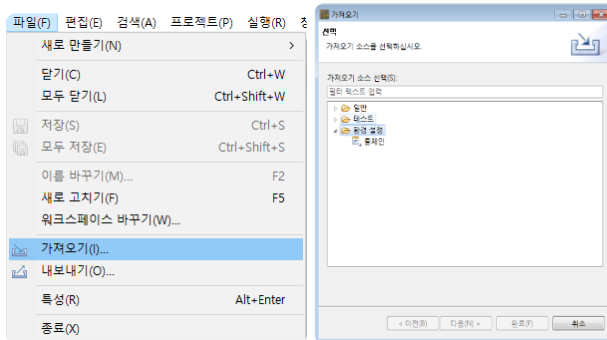 파일(F) 편집(E) 검색(A) 프로젝트(P) 실행(R)
새로 만들기(N)
닫기(C) Ctrl+W
모두 닫기(L) Ctrl+Shift+W
저장(S) Ctrl+S
모두 저장(E) Ctrl+Shift+S
이름 바꾸기(M)... F2
새로 고치기(F) F5
워크스페이스 바꾸기(W)...
가져오기(I)...
내보내기(O)...
특성(R) Alt+Enter
종료(X)
가져오기
선택
가져오기 소스를 선택하십시오.
가져오기 소스 선택(S):
필터 텍스트 입력
일반
테스트
환경 설정
툴체인
< 이전(B) 다음(N) > 완료(F) 취소